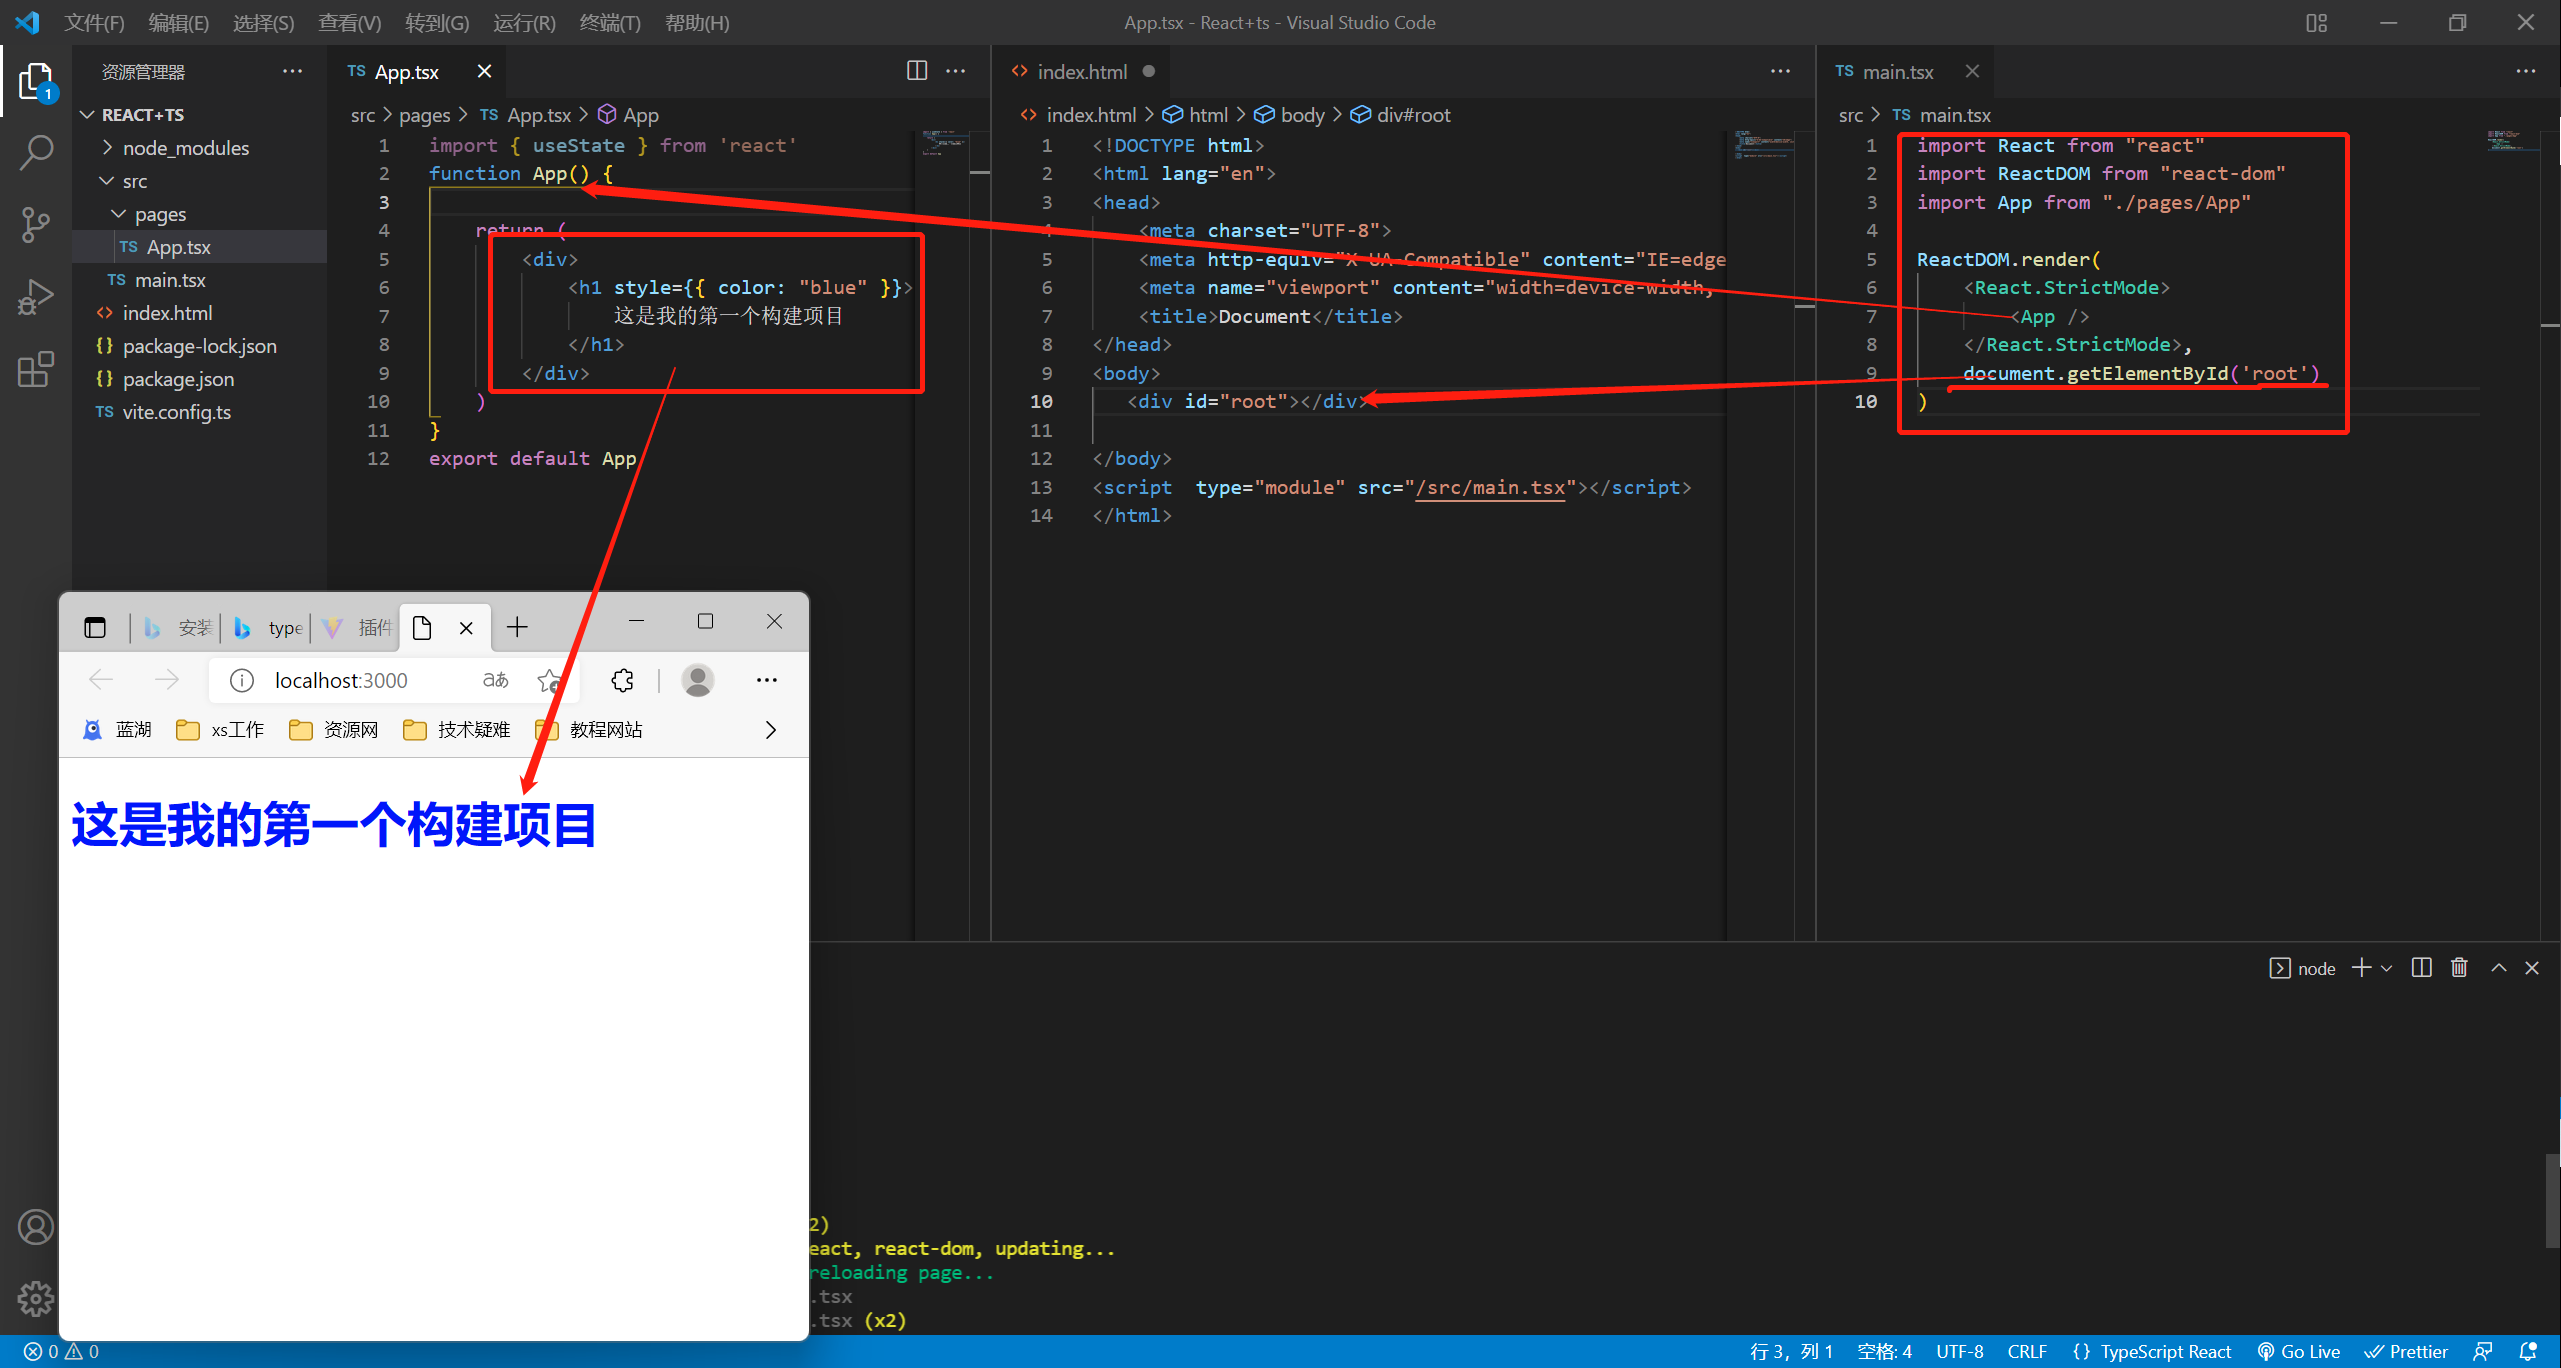 文件(F) 编辑(E) 选择(S) 查看(V) 转到(G) 运行(R) 终端(T) 帮助(H) App.tsx - React+ts - Visual Studio Code
资源管理器
1
REACT+TS
node_modules
src
pages
TS App.tsx
TS main.tsx
<> index.html
{} package-lock.json
{} package.json
TS vite.config.ts
TS App.tsx
src > pages > TS App.tsx > App
1 import { useState } from 'react'
2 function App() {
3
4 return (
5 <div>
6 <h1 style={{ color: "blue" }}>
7 这是我的第一个构建项目
8 </h1>
9 </div>
10 )
11 }
12 export default App
<> index.html
<> index.html > html > body > div#root
1 <!DOCTYPE html>
2 <html lang="en">
3 <head>
4 <meta charset="UTF-8">
5 <meta http-equiv="X-UA-Compatible" content="IE=edge
6 <meta name="viewport" content="width=device-width,
7 <title>Document</title>
8 </head>
9 <body>
10 <div id="root"></div>
11
12 </body>
13 <script type="module" src="/src/main.tsx"></script>
14 </html>
TS main.tsx
src > TS main.tsx
1 import React from "react"
2 import ReactDOM from "react-dom"
3 import App from "./pages/App"
4
5 ReactDOM.render(
6 <React.StrictMode>
7 <App />
8 </React.StrictMode>,
9 document.getElementById('root')
10 )
安装 type 插件
localhost:3000 aあ
蓝湖 xs工作 资源网 技术疑难 教程网站
这是我的第一个构建项目
node
2)
eact, react-dom, updating...
reloading page...
.tsx
.tsx (x2)
0 0 行 3，列 1 空格: 4 UTF-8 CRLF {} TypeScript React Go Live Prettier